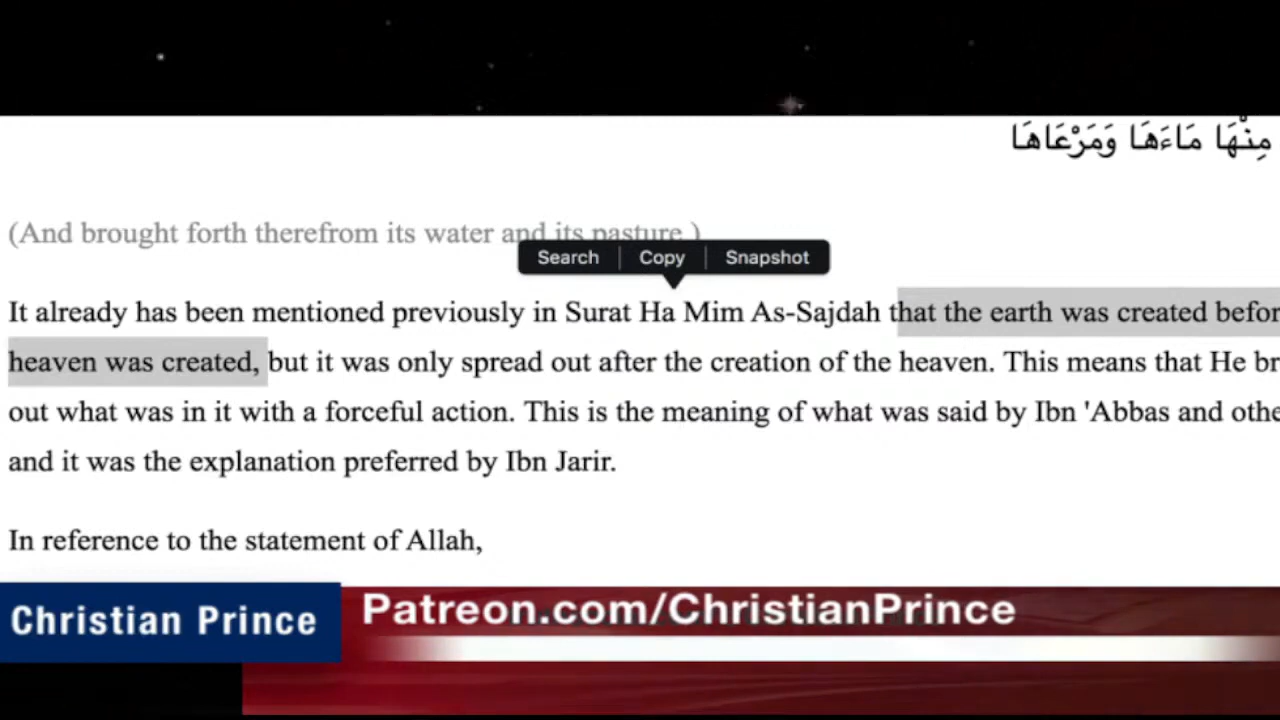 مِنْهَا مَاءَهَا وَمَرْعَاهَا
(And brought forth therefrom its water and its pasture.)
Search Copy Snapshot
It already has been mentioned previously in Surat Ha Mim As-Sajdah that the earth was created befor
heaven was created, but it was only spread out after the creation of the heaven. This means that He br
out what was in it with a forceful action. This is the meaning of what was said by Ibn 'Abbas and othe
and it was the explanation preferred by Ibn Jarir.
In reference to the statement of Allah,
Christian Prince
Patreon.com/ChristianPrince